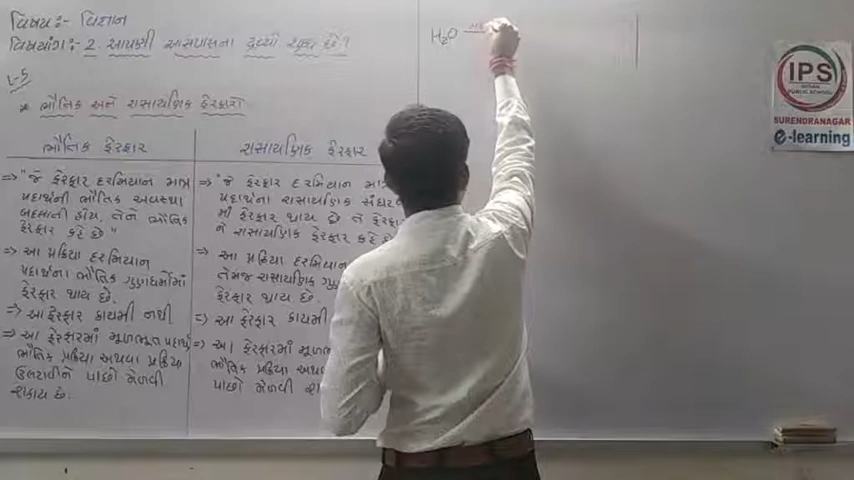 વિષય:- વિજ્ઞાન
વિષયાંગ:- 2. આપણી આસપાસના દ્રવ્યો શુદ્ધ છે ?
L-5
* ભૌતિક અને રાસાયણિક ફેરફારો
ભૌતિક ફેરફાર
=> "જે ફેરફાર દરમિયાન માત્ર
પદાર્થની ભૌતિક અવસ્થા
બદલાતી હોય, તેને ભૌતિક
ફેરફાર કહે છે"
=> આ પ્રક્રિયા દરમિયાન
પદાર્થના ભૌતિક ગુણધર્મોમાં
ફેરફાર થાય છે.
=> આ ફેરફાર કાયમી નથી
=> આ ફેરફારમાં મૂળભૂત પદાર્થ
ભૌતિક પ્રક્રિયા અથવા પ્રક્રિયા
ઉલટાવીને પાછો મેળવી
શકાય છે.
રાસાયણિક ફેરફાર
=> "જે ફેરફાર દરમિયાન
પદાર્થના રાસાયણિક
માં ફેરફાર થાય છે તે
ને રાસાયણિક ફેરફાર કહે
=> આ પ્રક્રિયા દરમિયાન
તેમજ રાસાયણિક
ફેરફાર થાય છે.
=> આ ફેરફાર કાયમી
=> આ ફેરફારમાં
ભૌતિક પ્રક્રિયા
પાછો મેળવી
H₂O
IPS
PUBLIC SCHOOL
SURENDRANAGAR
e-learning